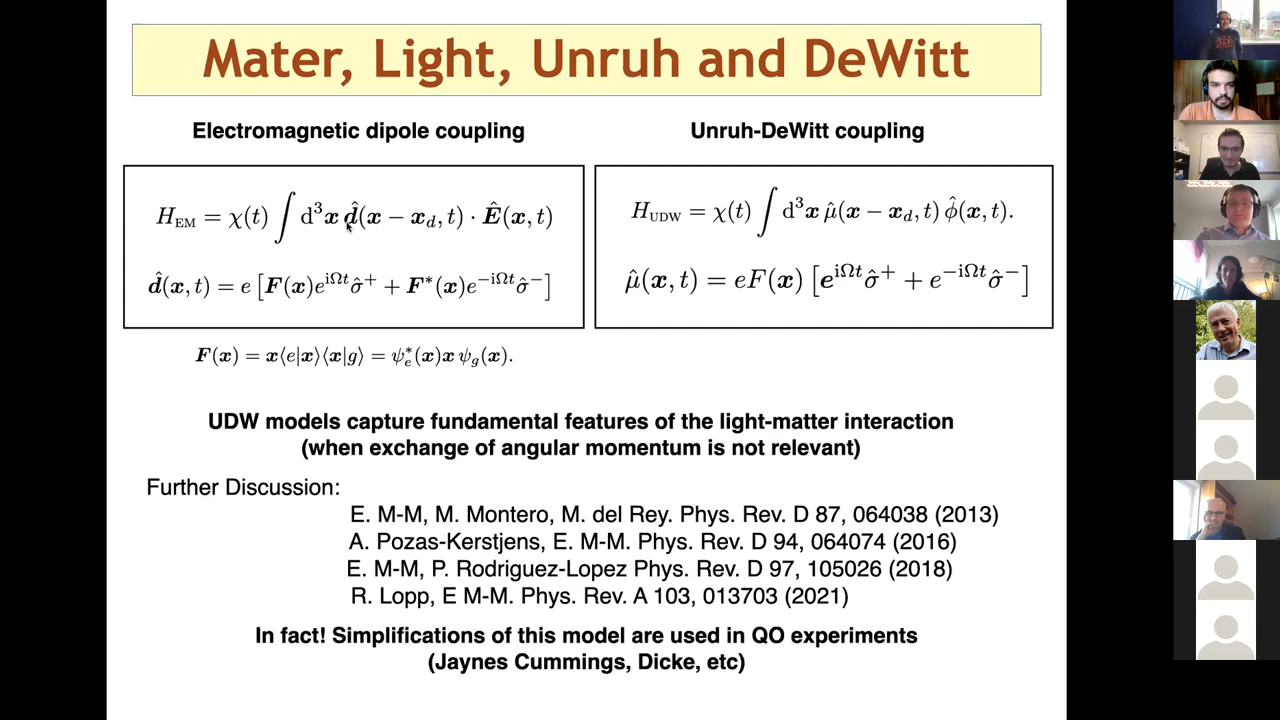 Mater, Light, Unruh and DeWitt
Electromagnetic dipole coupling
Unruh-DeWitt coupling
H_EM = χ(t) ∫ d³x d̂(x − x_d, t) · Ê(x, t)
d̂(x, t) = e [F(x)e^{iΩt}σ̂⁺ + F*(x)e^{−iΩt}σ̂⁻]
H_UDW = χ(t) ∫ d³x μ̂(x − x_d, t) φ̂(x, t).
μ̂(x, t) = eF(x) [e^{iΩt}σ̂⁺ + e^{−iΩt}σ̂⁻]
F(x) = x⟨e|x⟩⟨x|g⟩ = ψ_e*(x)x ψ_g(x).
UDW models capture fundamental features of the light-matter interaction
(when exchange of angular momentum is not relevant)
Further Discussion:
E. M-M, M. Montero, M. del Rey. Phys. Rev. D 87, 064038 (2013)
A. Pozas-Kerstjens, E. M-M. Phys. Rev. D 94, 064074 (2016)
E. M-M, P. Rodriguez-Lopez Phys. Rev. D 97, 105026 (2018)
R. Lopp, E M-M. Phys. Rev. A 103, 013703 (2021)
In fact! Simplifications of this model are used in QO experiments
(Jaynes Cummings, Dicke, etc)